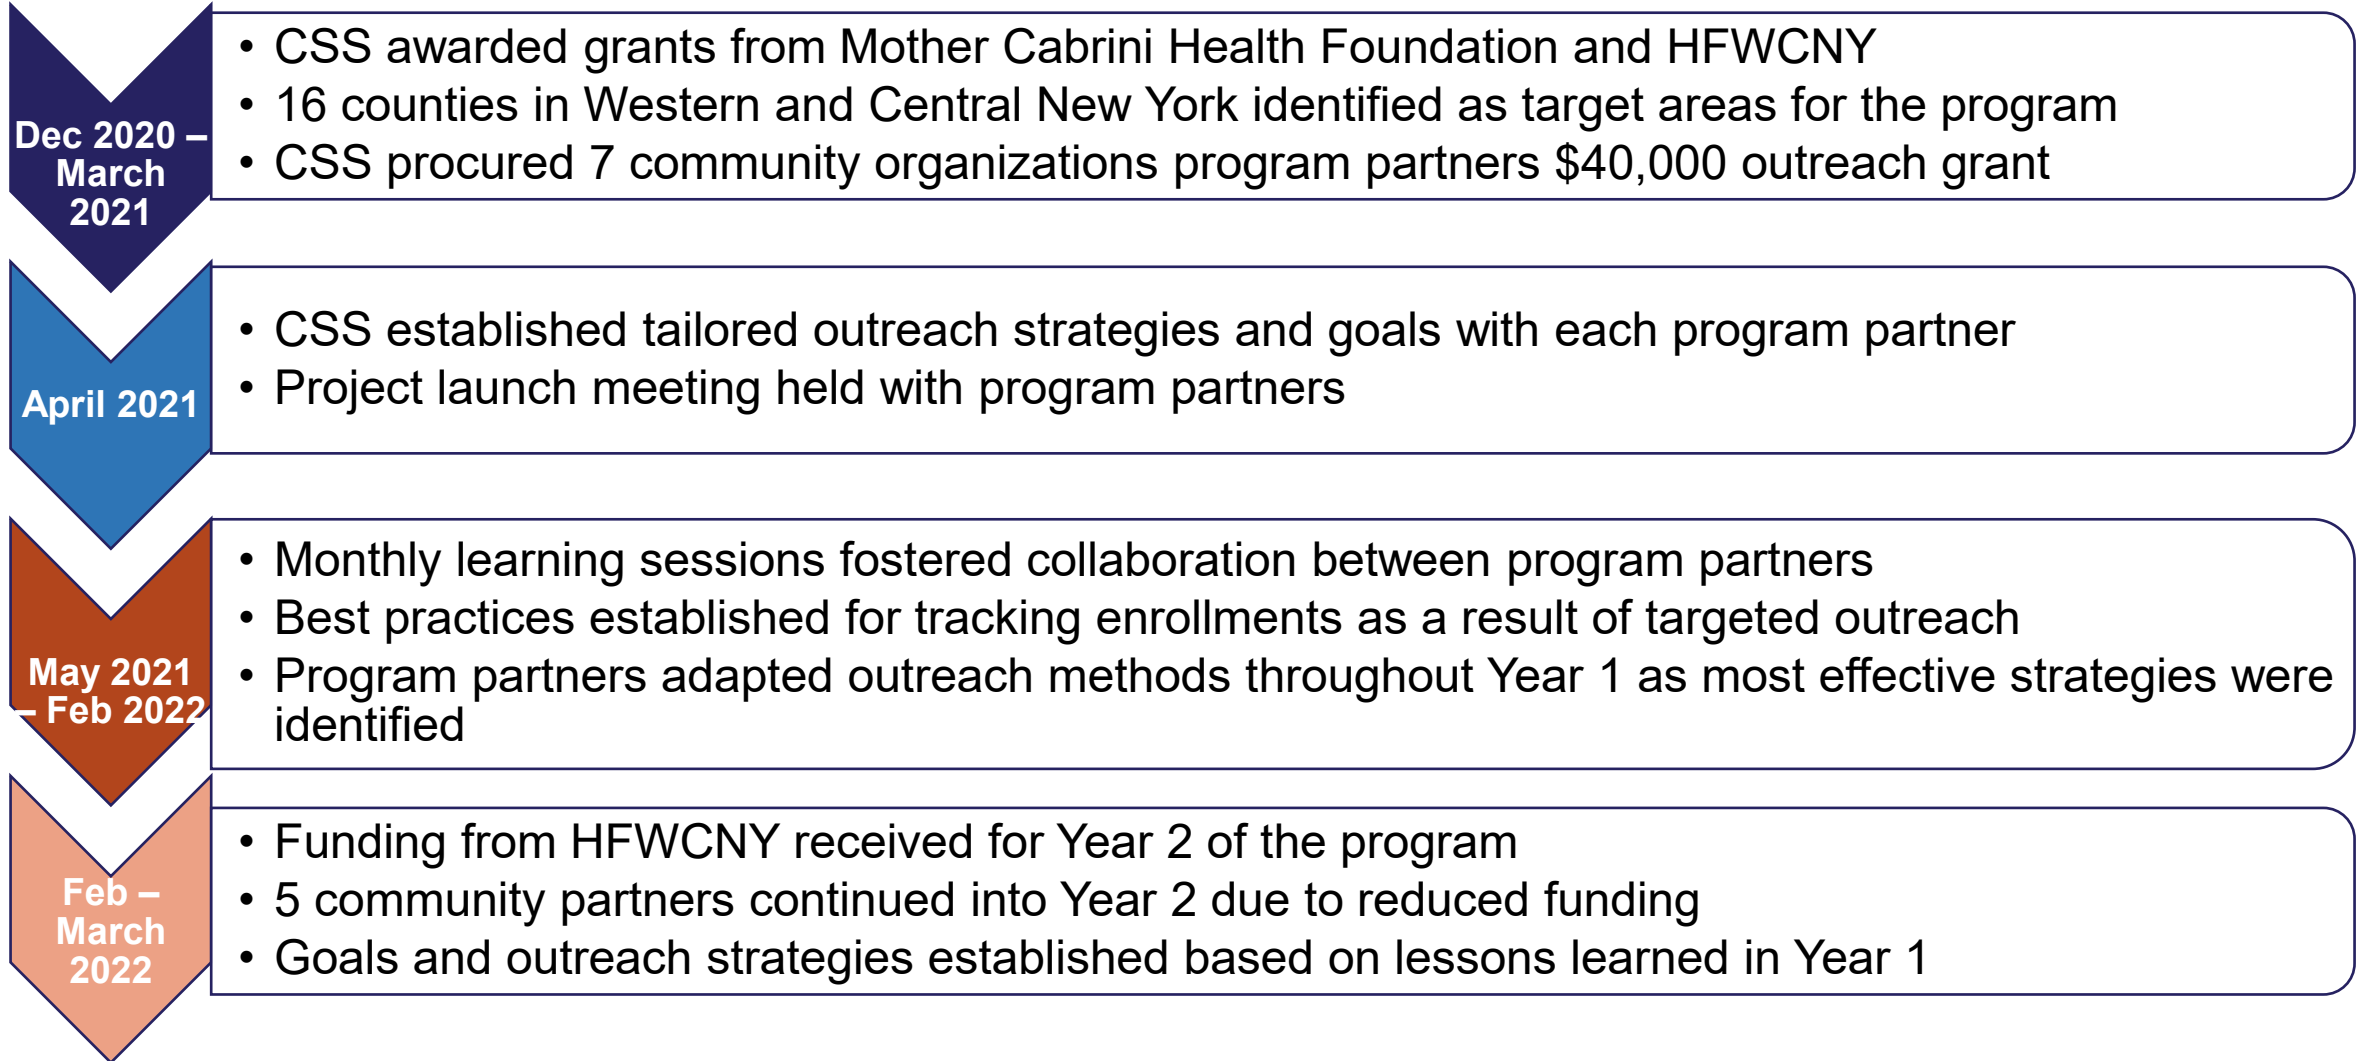 Dec 2020 –
March
2021
• CSS awarded grants from Mother Cabrini Health Foundation and HFWCNY
• 16 counties in Western and Central New York identified as target areas for the program
• CSS procured 7 community organizations program partners $40,000 outreach grant
April 2021
• CSS established tailored outreach strategies and goals with each program partner
• Project launch meeting held with program partners
May 2021
– Feb 2022
• Monthly learning sessions fostered collaboration between program partners
• Best practices established for tracking enrollments as a result of targeted outreach
• Program partners adapted outreach methods throughout Year 1 as most effective strategies were
identified
Feb –
March
2022
• Funding from HFWCNY received for Year 2 of the program
• 5 community partners continued into Year 2 due to reduced funding
• Goals and outreach strategies established based on lessons learned in Year 1